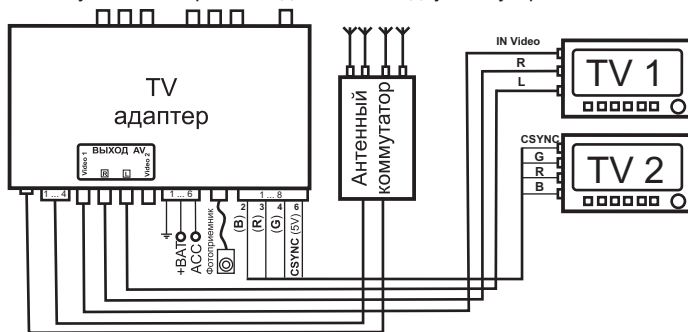 TV
адаптер
ВЫХОД AV
Video 1
R
L
Video 2
1 ... 4
1 ... 6
1 ... 8
+BAT
ACC
Фотоприемник
2
(B)
3
(R)
4
(G)
6
CSYNC (5V)
Антенный
коммутатор
IN Video
R
L
TV 1
CSYNC
G
R
B
TV 2